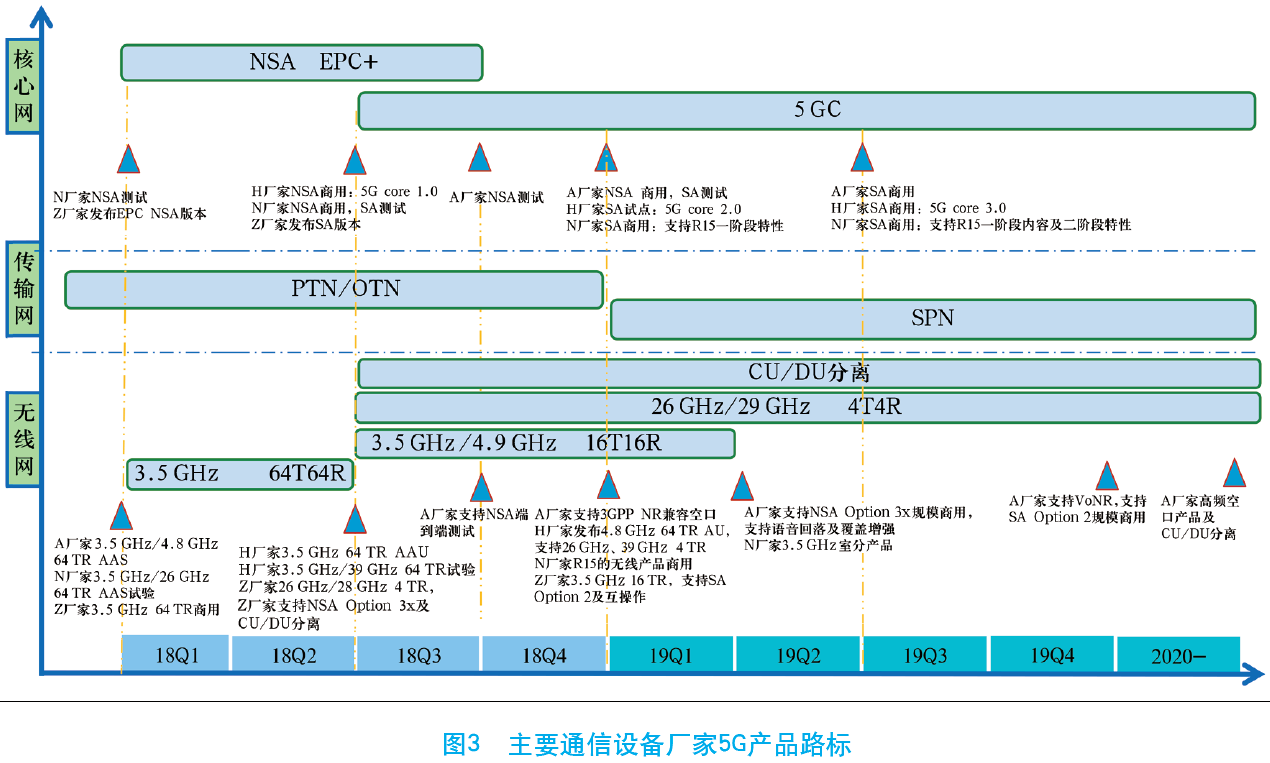 核心网
NSA EPC+
5 GC
N厂家NSA测试
Z厂家发布EPC NSA版本
H厂家NSA商用：5G core 1.0
N厂家NSA商用，SA测试
Z厂家发布SA版本
A厂家NSA测试
A厂家NSA 商用，SA测试
H厂家SA试点：5G core 2.0
N厂家SA商用：支持R15一阶段特性
A厂家SA商用
H厂家SA商用：5G core 3.0
N厂家SA商用：支持R15一阶段内容及二阶段特性
传输网
PTN/OTN
SPN
无线网
CU/DU分离
26 GHz/29 GHz 4T4R
3.5 GHz/4.9 GHz 16T16R
3.5 GHz 64T64R
A厂家3.5 GHz/4.8 GHz
64 TR AAS
N厂家3.5 GHz/26 GHz
64 TR AAS试验
Z厂家3.5 GHz 64 TR商用
H厂家3.5 GHz 64 TR AAU
H厂家3.5 GHz/39 GHz 64 TR试验
Z厂家26 GHz/28 GHz 4 TR，
Z厂家支持NSA Option 3x及
CU/DU分离
A厂家支持NSA端
到端测试
A厂家支持3GPP NR兼容空口
H厂家发布4.8 GHz 64 TR AU，
支持26 GHz、39 GHz 4 TR
N厂家R15的无线产品商用
Z厂家3.5 GHz 16 TR，支持SA
Option 2及互操作
A厂家支持NSA Option 3x规模商用，
支持语音回落及覆盖增强
N厂家3.5 GHz室分产品
A厂家支持VoNR，支持
SA Option 2规模商用
A厂家高频空
口产品及
CU/DU分离
18Q1 18Q2 18Q3 18Q4 19Q1 19Q2 19Q3 19Q4 2020—
图3 主要通信设备厂家5G产品路标